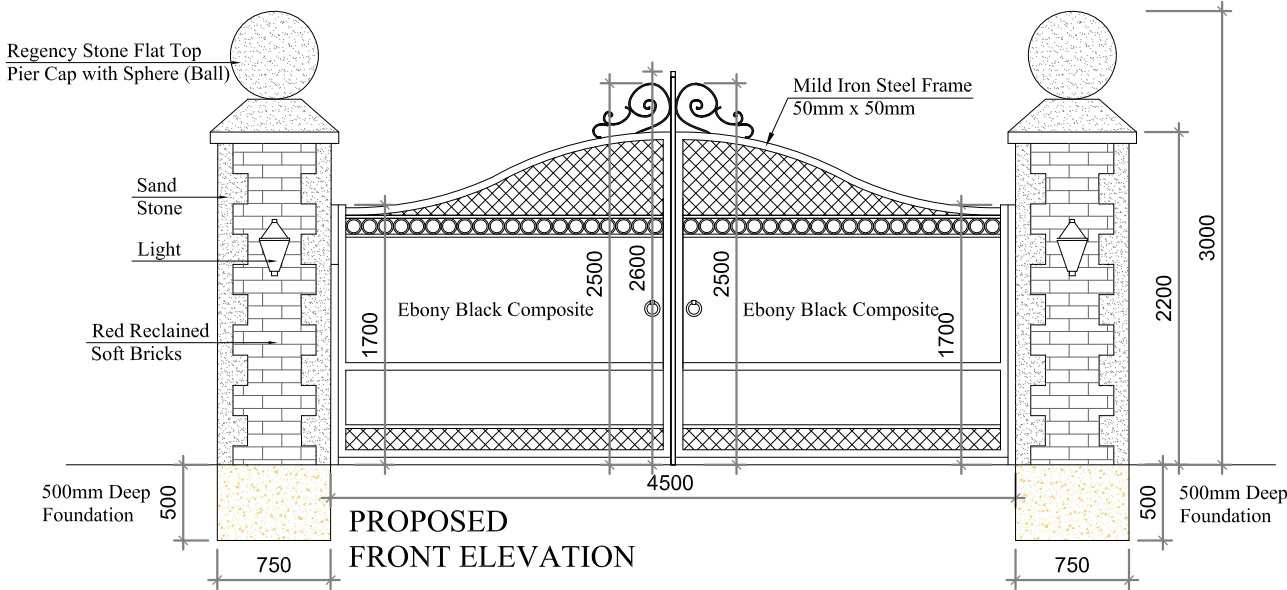 Regency Stone Flat Top
Pier Cap with Sphere (Ball)
Mild Iron Steel Frame
50mm x 50mm
Sand
Stone
Light
Red Reclained
Soft Bricks
1700
Ebony Black Composite
2500
2600
2500
Ebony Black Composite
1700
2200
3000
500mm Deep
Foundation
500
4500
500
500mm Deep
Foundation
PROPOSED
FRONT ELEVATION
750
750